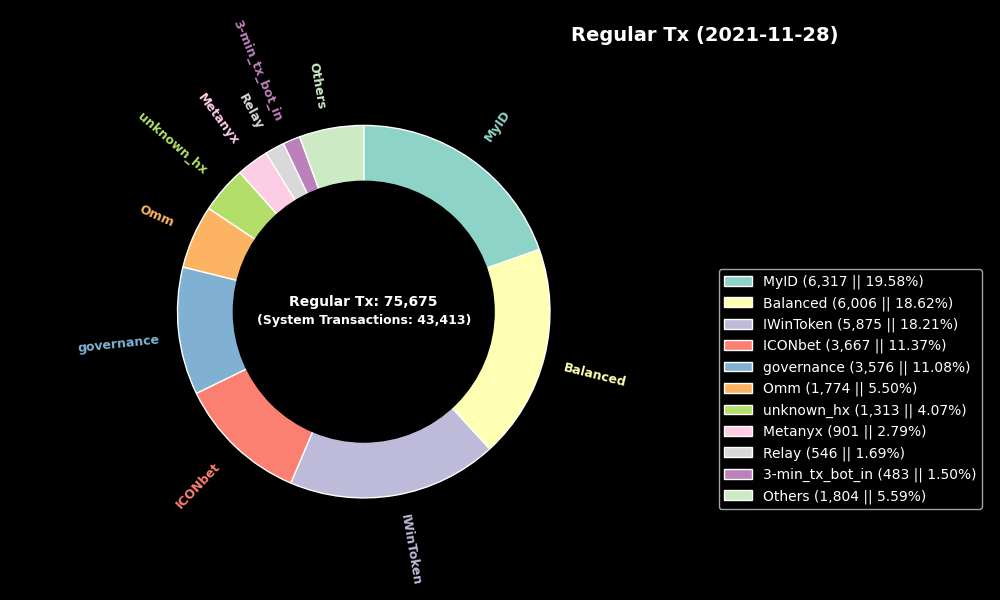 Regular Tx (2021-11-28)
3-min_tx_bot_in
Others
Relay
Metanyx
unknown_hx
MyID
Omm
governance
Regular Tx: 75,675
(System Transactions: 43,413)
Balanced
ICONbet
IWinToken
MyID (6,317 || 19.58%)
Balanced (6,006 || 18.62%)
IWinToken (5,875 || 18.21%)
ICONbet (3,667 || 11.37%)
governance (3,576 || 11.08%)
Omm (1,774 || 5.50%)
unknown_hx (1,313 || 4.07%)
Metanyx (901 || 2.79%)
Relay (546 || 1.69%)
3-min_tx_bot_in (483 || 1.50%)
Others (1,804 || 5.59%)